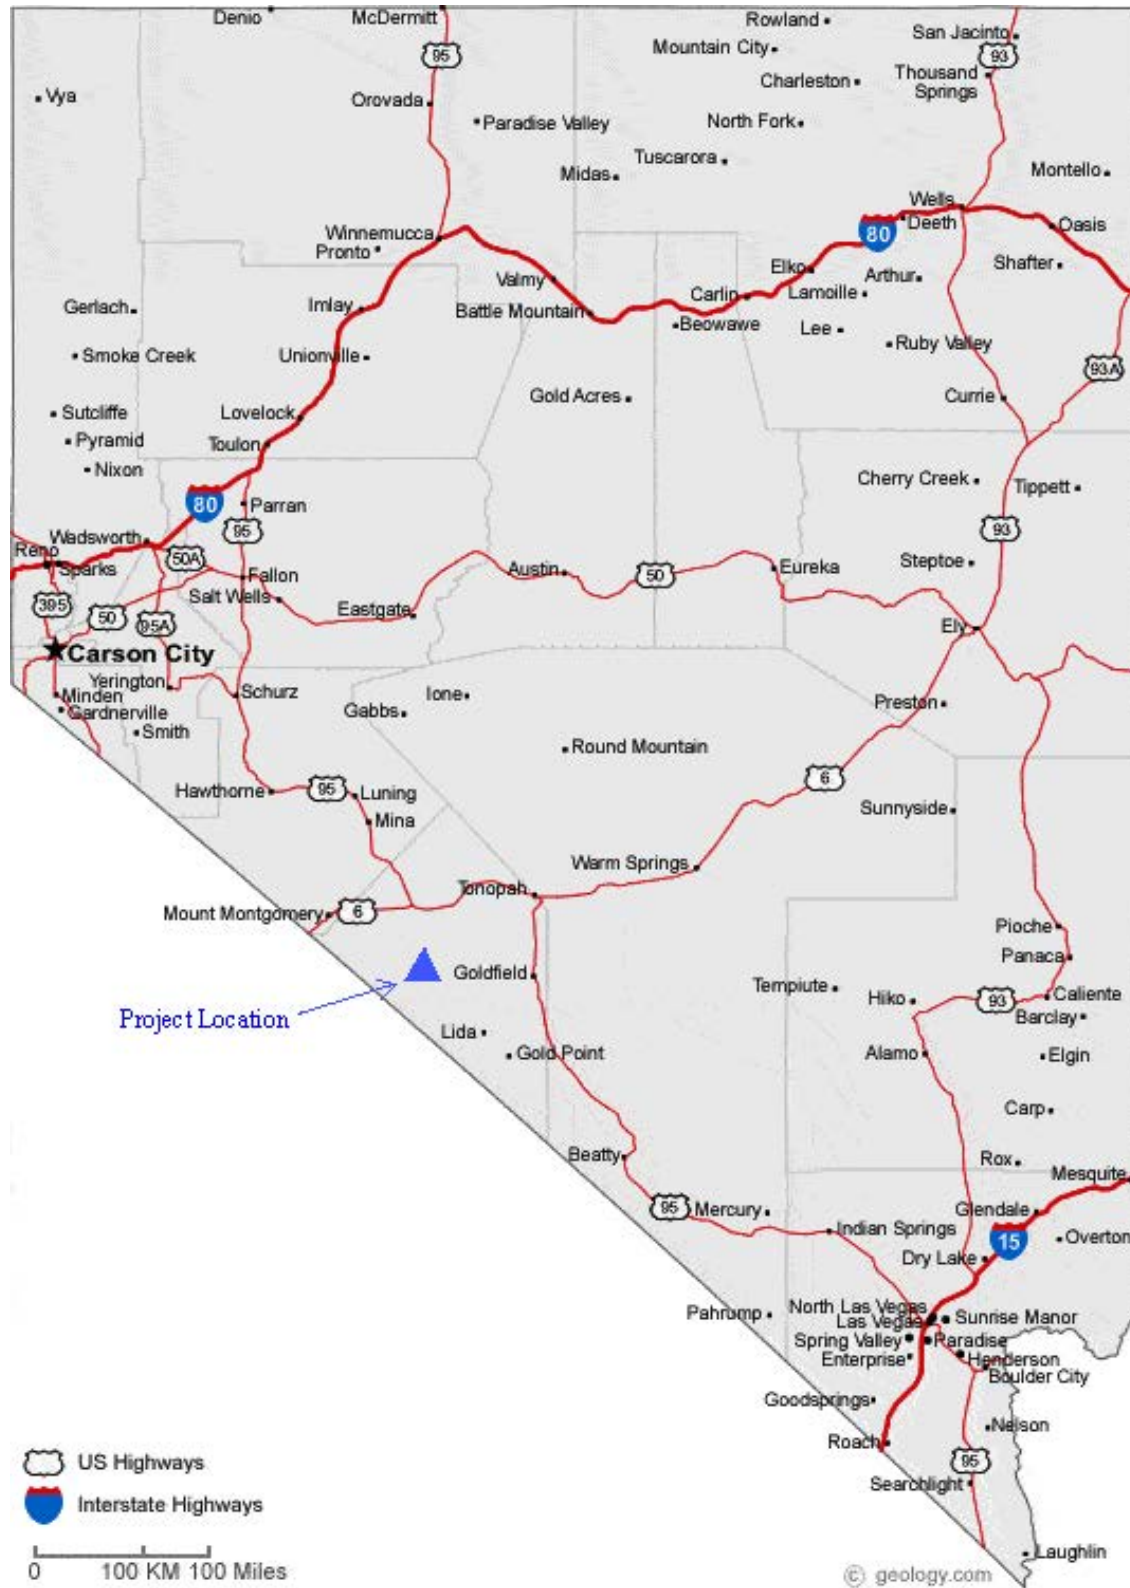 Denio
McDermitt
Rowland
San Jacinto
Mountain City
95
93
Charleston
Thousand
Springs
Vya
Orovada
Paradise Valley
North Fork
Tuscarora
Midas
Montello
Wells
Winnemucca
Pronto
80
Deeth
Oasis
Elko
Arthur
Shafter
Valmy
Carlin
Lamoille
Gerlach
Imlay
Battle Mountain
Beowawe
Lee
Ruby Valley
Smoke Creek
Unionville
93A
Gold Acres
Currie
Sutcliffe
Lovelock
Pyramid
Toulon
Nixon
Cherry Creek
Tippett
80
Parran
95
93
Wadsworth
Reno
Sparks
50A
Fallon
Austin
50
Eureka
Steptoe
395
50
Salt Wells
Eastgate
95A
Ely
Carson City
Yerington
Minden
Schurz
Ione
Preston
Gardnerville
Gabbs
Smith
Round Mountain
Hawthorne
95
Luning
6
Sunnyside
Mina
Warm Springs
Tonopah
Mount Montgomery
6
Pioche
Panaca
Goldfield
Project Location
Tempiute
Hiko
93
Caliente
Barclay
Lida
Gold Point
Alamo
Elgin
Carp
Beatty
Rox
Mesquite
95
Mercury
Glendale
Indian Springs
15
Overton
Dry Lake
Pahrump
North Las Vegas
Las Vegas
Sunrise Manor
Spring Valley
Paradise
Enterprise
Henderson
Boulder City
Goodsprings
Nelson
Roach
95
Searchlight
US Highways
Interstate Highways
Laughlin
0 100 KM 100 Miles
© geology.com